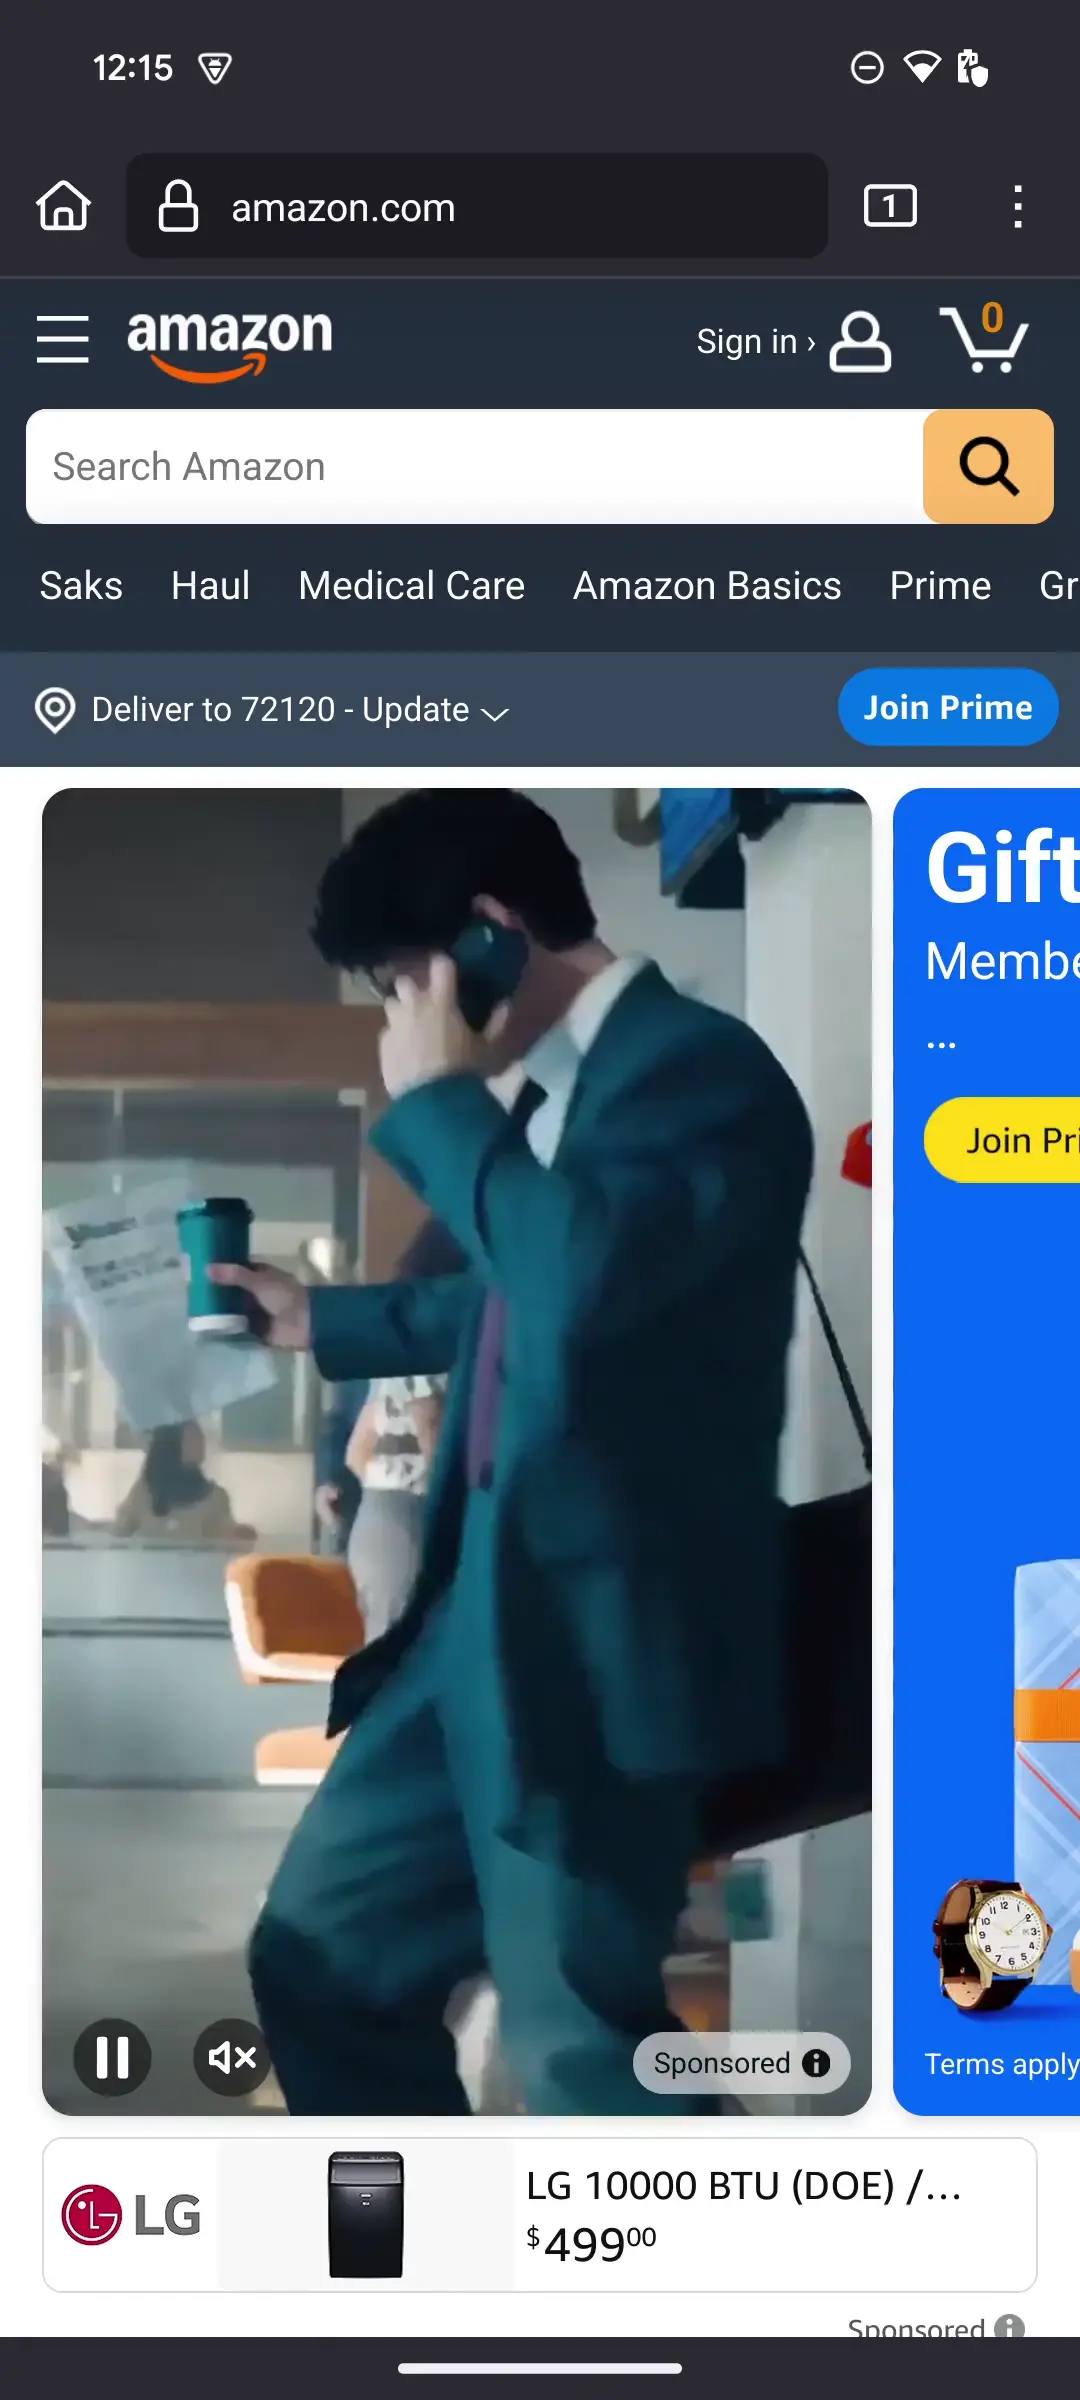 12:15
amazon.com
1
amazon
Sign in ›
0
Search Amazon
Saks Haul Medical Care Amazon Basics Prime Gr
Deliver to 72120 - Update
Join Prime
Gift
Membe
...
Join Pri
Sponsored
Terms apply
LG
LG 10000 BTU (DOE) /...
$49900
Sponsored